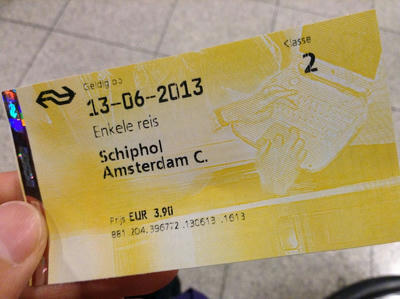 Geldig op
Klasse
13-06-2013
2
Enkele reis
Schiphol
Amsterdam C.
Prijs EUR 3.90
881 204.396772 .130613 .1613